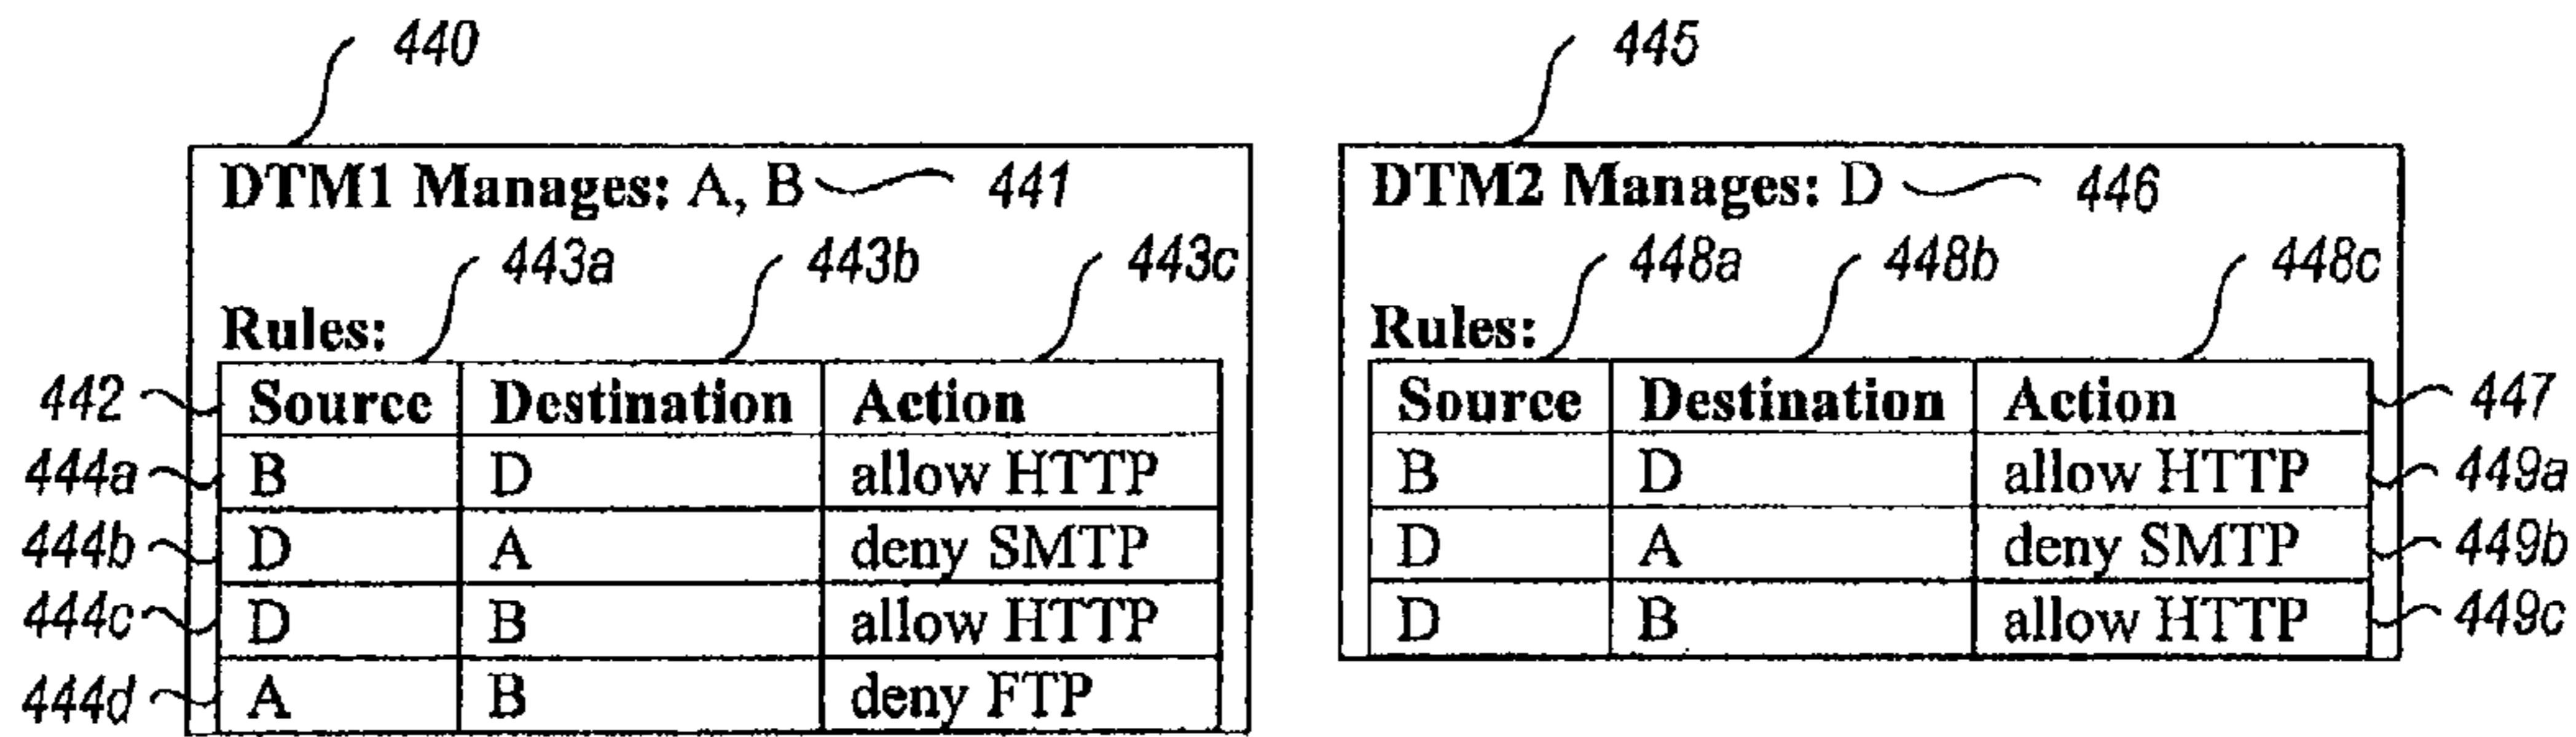 440 445
DTM1 Manages: A, B 441 DTM2 Manages: D 446
443a 443b 443c 448a 448b 448c
Rules: Rules:
442 Source Destination Action Source Destination Action 447
444a B D allow HTTP B D allow HTTP 449a
444b D A deny SMTP D A deny SMTP 449b
444c D B allow HTTP D B allow HTTP 449c
444d A B deny FTP